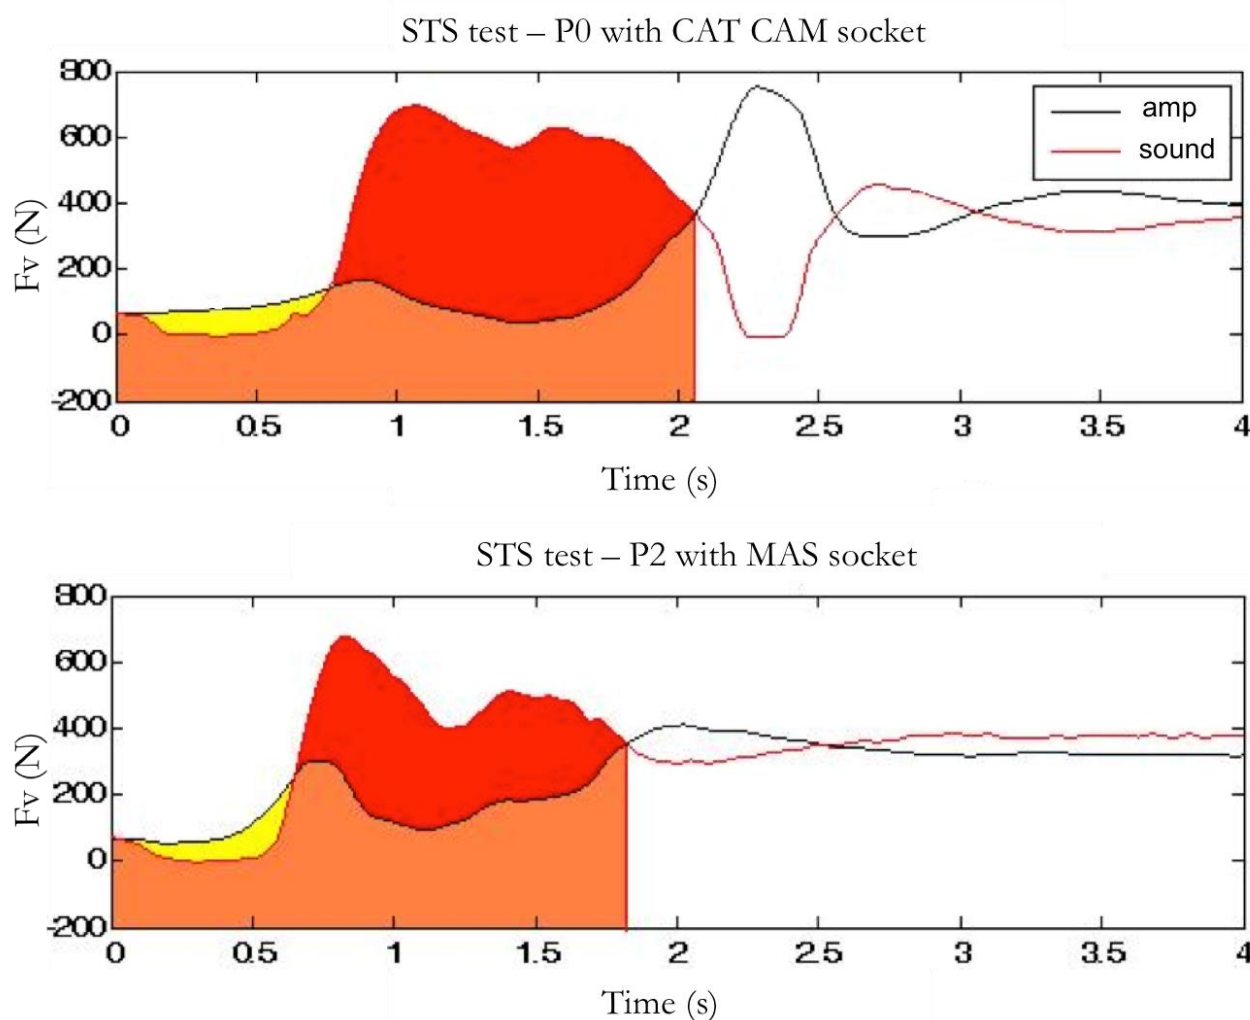 STS test – P0 with CAT CAM socket
800
600
400
200
0
-200
Fv (N)
amp
sound
0 0.5 1 1.5 2 2.5 3 3.5 4
Time (s)
STS test – P2 with MAS socket
800
600
400
200
0
-200
Fv (N)
0 0.5 1 1.5 2 2.5 3 3.5 4
Time (s)